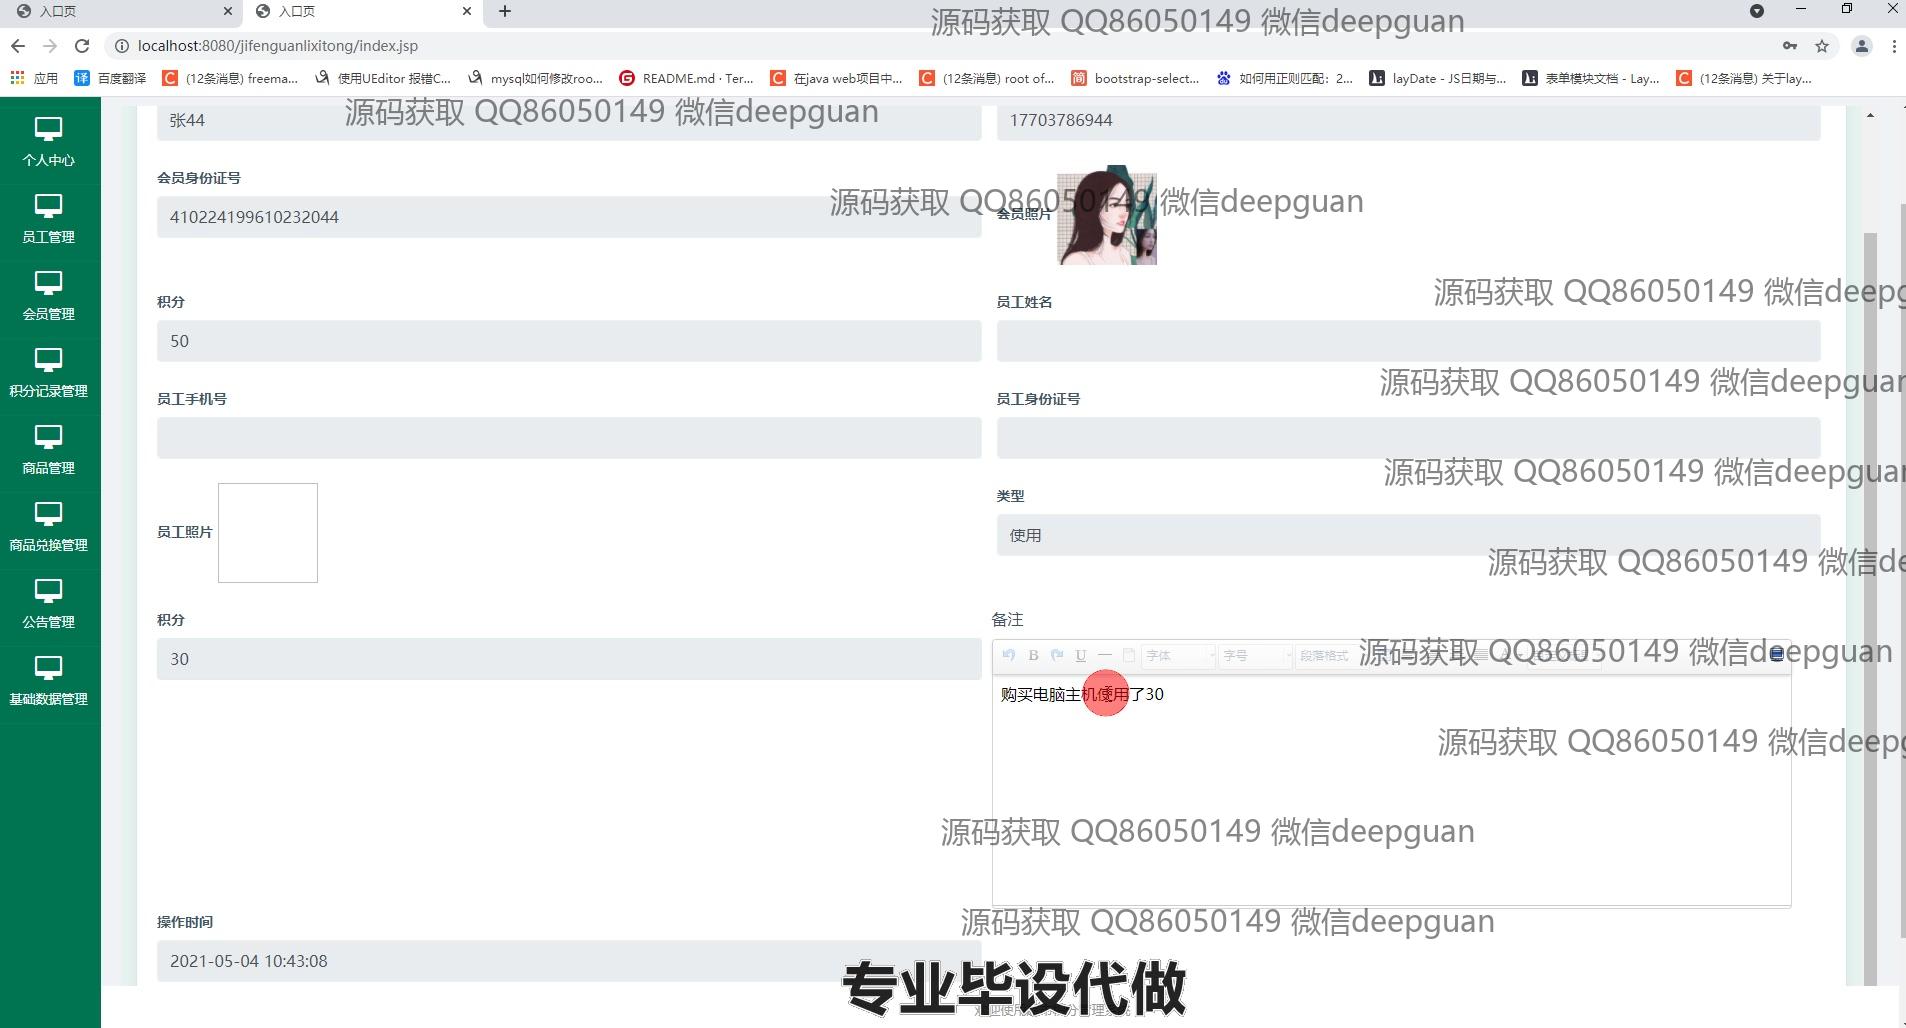 入口页
入口页
源码获取 QQ86050149 微信deepguan
localhost:8080/jifenguanlixitong/index.jsp
应用
百度翻译
(12条消息) freema...
使用UEditor 报错C...
mysql如何修改roo...
README.md · Ter...
在java web项目中...
(12条消息) root of...
bootstrap-select...
如何用正则匹配：2...
layDate - JS日期与...
表单模块文档 - Lay...
(12条消息) 关于lay...
个人中心
员工管理
会员管理
积分记录管理
商品管理
商品兑换管理
公告管理
基础数据管理
张44
源码获取 QQ86050149 微信deepguan
17703786944
会员身份证号
410224199610232044
源码获取 QQ86050149 微信deepguan
会员照片
源码获取 QQ86050149 微信deepg
积分
员工姓名
50
源码获取 QQ86050149 微信deepguan
员工手机号
员工身份证号
源码获取 QQ86050149 微信deepguan
员工照片
类型
使用
源码获取 QQ86050149 微信de
积分
备注
30
B
U
字体
字号
段落格式
源码获取 QQ86050149 微信deepguan
购买电脑主机使用了30
源码获取 QQ86050149 微信deepg
源码获取 QQ86050149 微信deepguan
操作时间
源码获取 QQ86050149 微信deepguan
2021-05-04 10:43:08
专业毕设代做